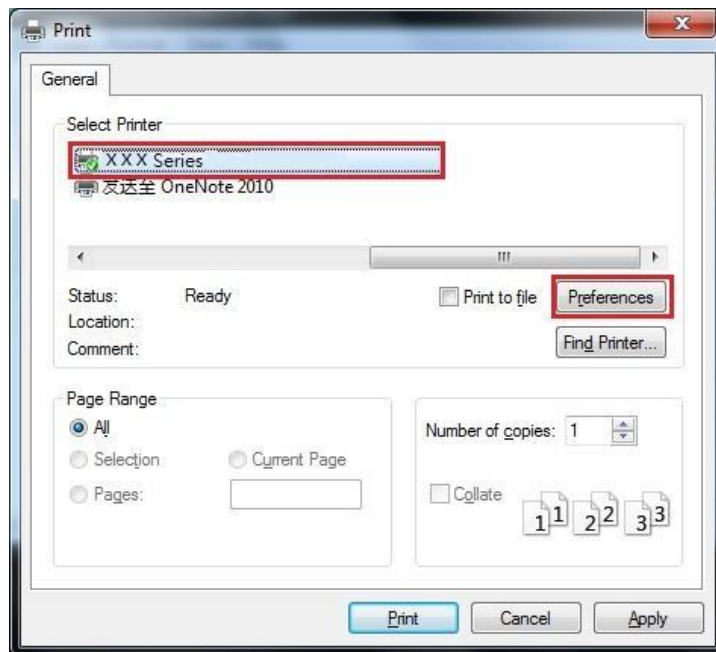 Print
General
Select Printer
X X X Series
发送至 OneNote 2010
Status: Ready
Print to file
Preferences
Location:
Comment:
Find Printer...
Page Range
All
Selection
Current Page
Pages:
Number of copies: 1
Collate
1 1 2 2 3 3
Print
Cancel
Apply